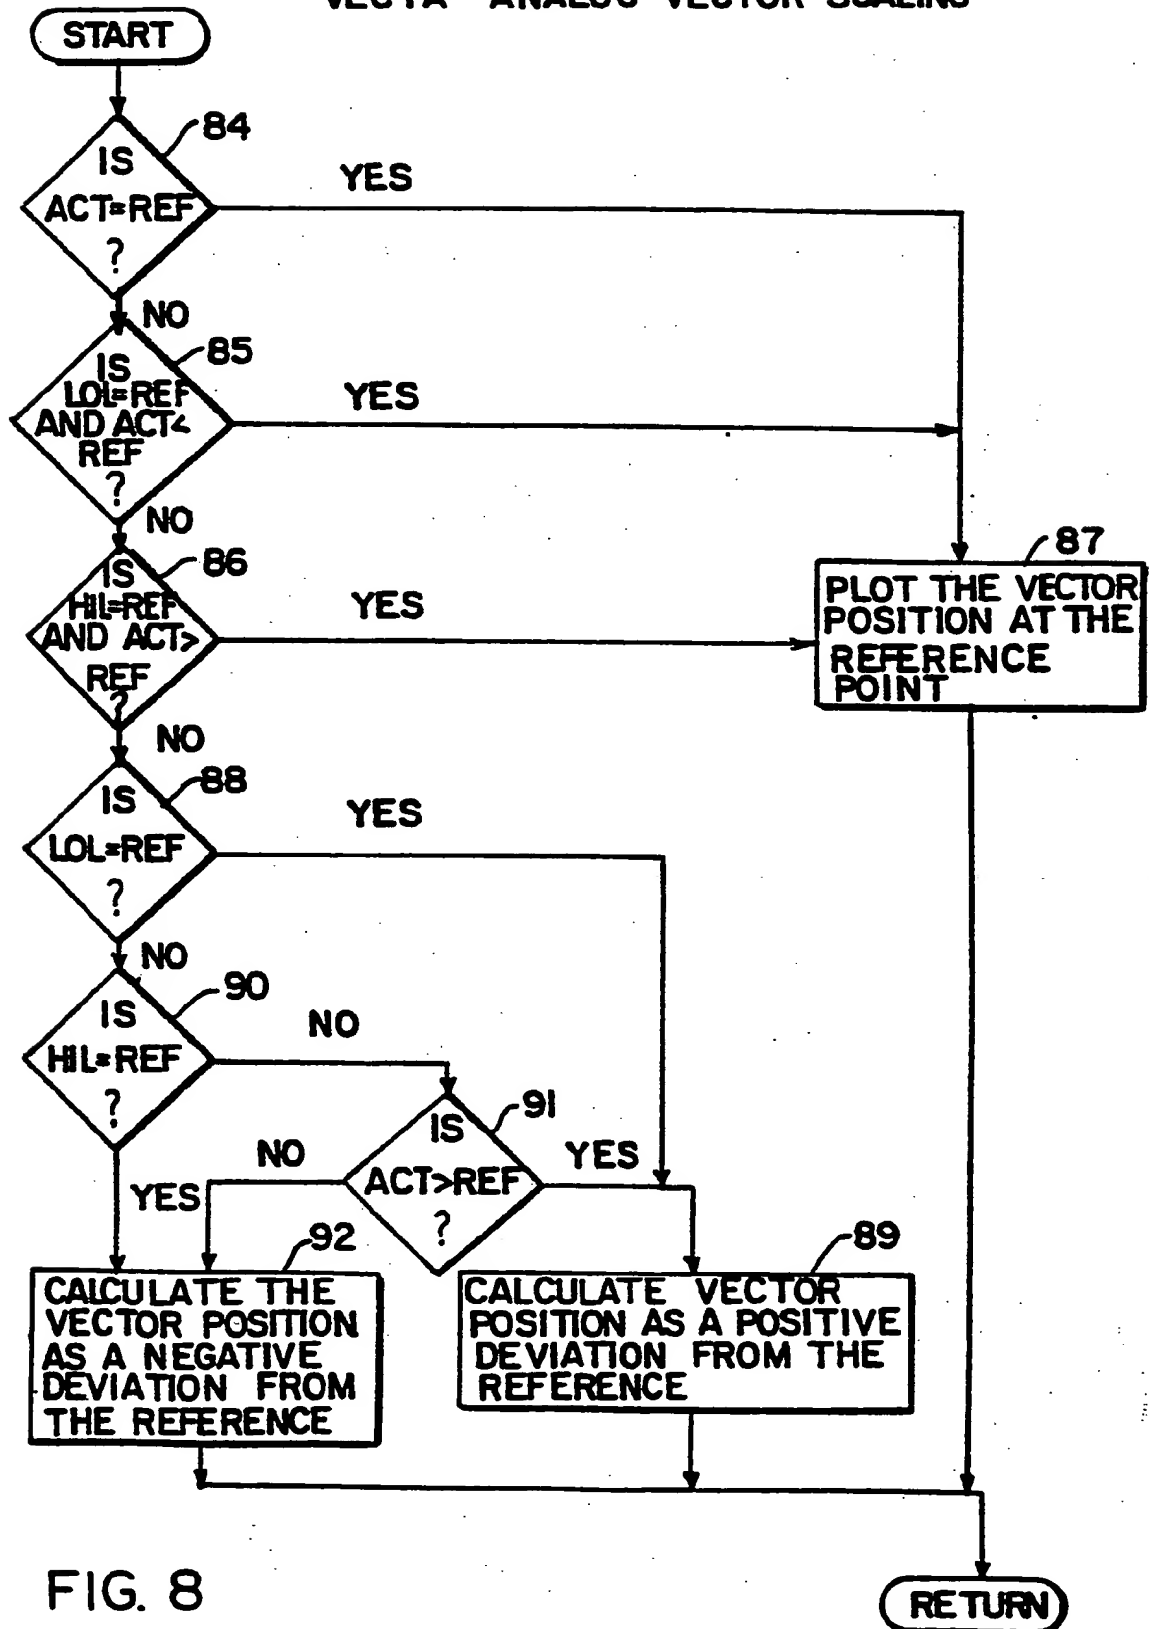 VECTA ANALOG VECTOR SCALING
START
84
IS
ACT=REF
?
YES
NO
85
IS
LOL=REF
AND ACT<
REF
?
YES
NO
86
IS
HIL=REF
AND ACT>
REF
?
YES
87
PLOT THE VECTOR
POSITION AT THE
REFERENCE
POINT
NO
88
IS
LOL=REF
?
YES
NO
90
IS
HIL=REF
?
NO
91
IS
ACT>REF
?
NO
YES
YES
92
CALCULATE THE
VECTOR POSITION
AS A NEGATIVE
DEVIATION FROM
THE REFERENCE
89
CALCULATE VECTOR
POSITION AS A POSITIVE
DEVIATION FROM THE
REFERENCE
FIG. 8
RETURN